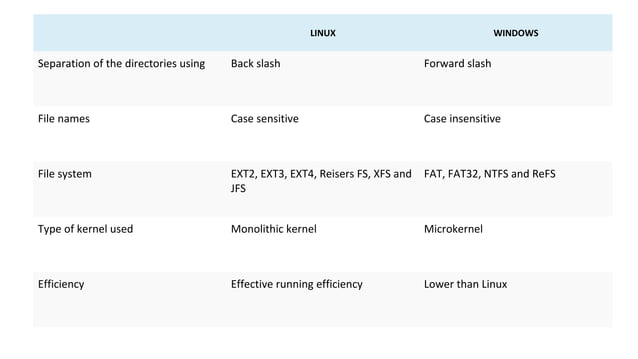 LINUX WINDOWS
Separation of the directories using Back slash Forward slash
File names Case sensitive Case insensitive
File system EXT2, EXT3, EXT4, Reisers FS, XFS and FAT, FAT32, NTFS and ReFS
JFS
Type of kernel used Monolithic kernel Microkernel
Efficiency Effective running efficiency Lower than Linux